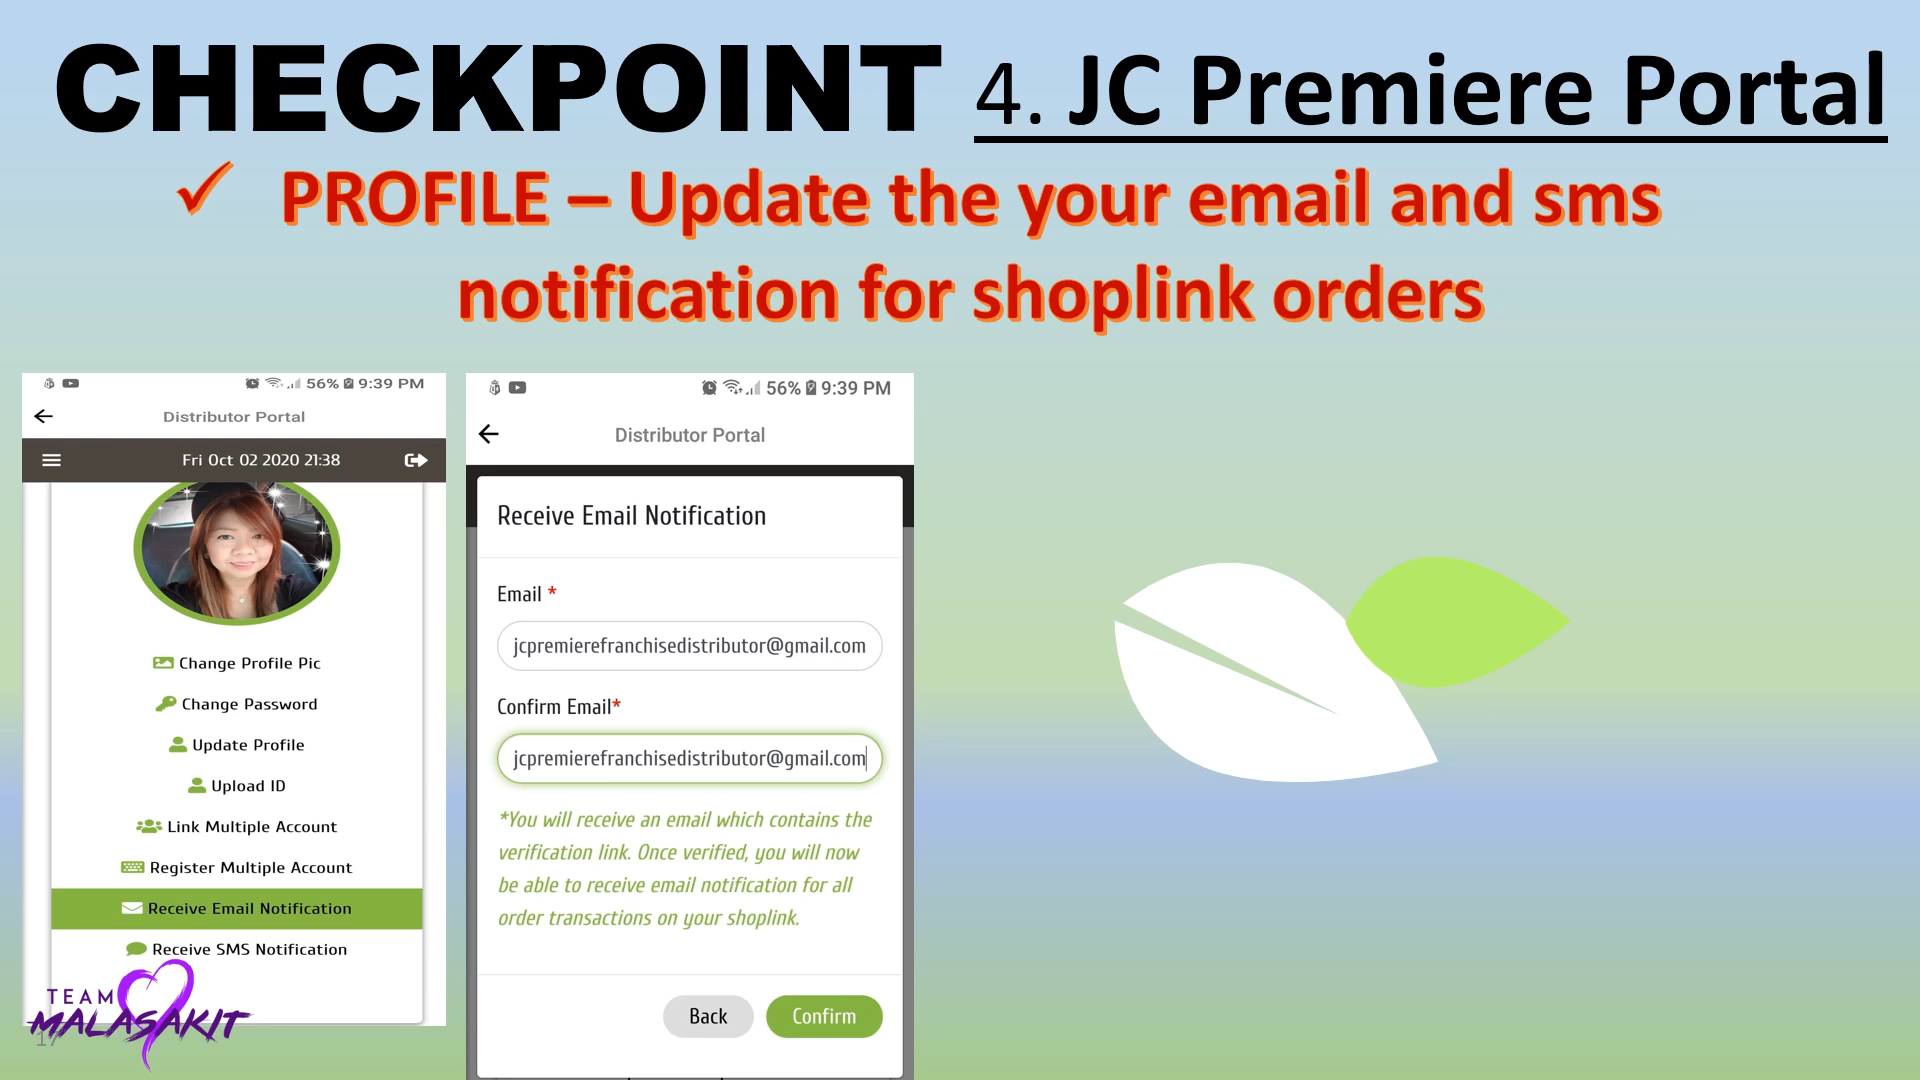 CHECKPOINT 4. JC Premiere Portal
✓ PROFILE – Update the your email and sms
notification for shoplink orders
56% 9:39 PM
Distributor Portal
Fri Oct 02 2020 21:38
Change Profile Pic
Change Password
Update Profile
Upload ID
Link Multiple Account
Register Multiple Account
Receive Email Notification
Receive SMS Notification
TEAM
MALASAKIT
17
56% 9:39 PM
Distributor Portal
Receive Email Notification
Email *
jcpremierefranchisedistributor@gmail.com
Confirm Email*
jcpremierefranchisedistributor@gmail.com
*You will receive an email which contains the
verification link. Once verified, you will now
be able to receive email notification for all
order transactions on your shoplink.
Back Confirm